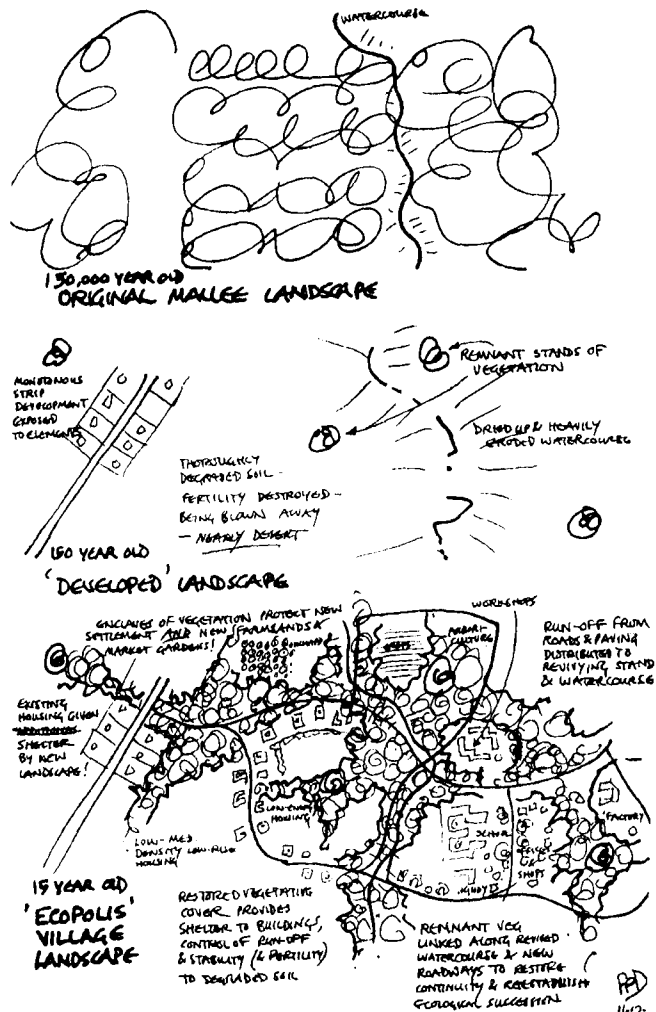 WATERCOURSE
150,000 YEAR OLD
ORIGINAL MALLEE LANDSCAPE
MONOTONOUS
STRIP
DEVELOPMENT
EXPOSED
TO ELEMENTS
REMNANT STANDS OF
VEGETATION
DRIED UP & HEAVILY
ERODED WATERCOURSE
THOROUGHLY
DEGRADED SOIL -
FERTILITY DESTROYED -
BEING BLOWN AWAY
- NEARLY DESERT
150 YEAR OLD
'DEVELOPED' LANDSCAPE
ENCLAVES OF VEGETATION PROTECT NEW
SETTLEMENT AND NEW FARMLANDS &
MARKET GARDENS!
WORKSHOPS
ARBORI-
CULTURE
RUN-OFF FROM
ROADS & PAVING
DISTRIBUTED TO
REVIVING STAND
& WATERCOURSE
EXISTING
HOUSING GIVEN
SHELTER
BY NEW
LANDSCAPE!
LOW-ENERGY
HOUSING
SCHOOL
OFFICES
&
SHOPS
FACTORY
LOW-MED
DENSITY LOW-RISE
HOUSING
15 YEAR OLD
'ECOPOLIS'
VILLAGE
LANDSCAPE
RESTORED VEGETATIVE
COVER PROVIDES
SHELTER TO BUILDINGS,
CONTROL OF RUN-OFF
& STABILITY (& FERTILITY)
TO DEGRADED SOIL
REMNANT VEG
LINKED ALONG REVIVED
WATERCOURSE & NEW
ROADWAYS TO RESTORE
CONTINUITY & REESTABLISH
ECOLOGICAL SUCCESSION